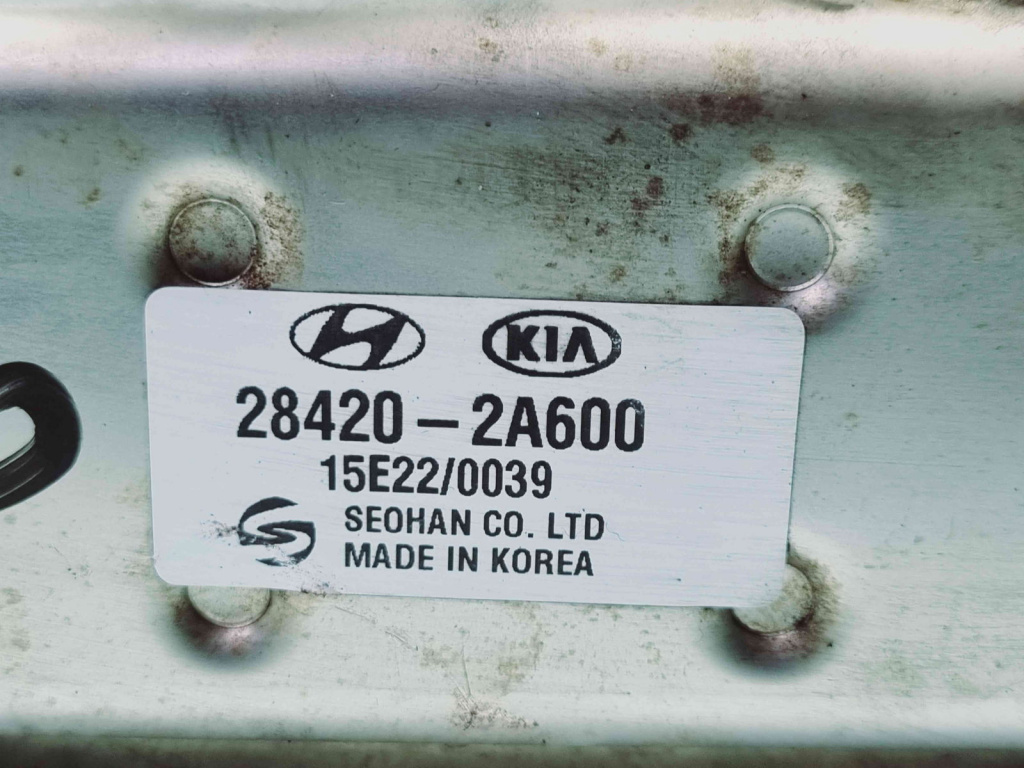 KIA
28420-2A600
15E22/0039
SEOHAN CO. LTD
MADE IN KOREA